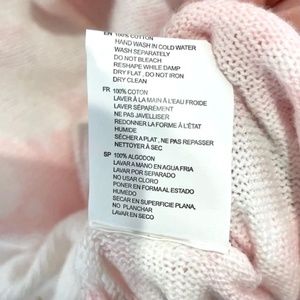 EN 100% COTTON
HAND WASH IN COLD WATER
WASH SEPARATELY
DO NOT BLEACH
RESHAPE WHILE DAMP
DRY FLAT , DO NOT IRON
DRY CLEAN
FR 100% COTON
LAVER À LA MAIN À L'EAU FROIDE
LAVER SÉPARÉMENT
NE PAS JAVELLISER
REDONNER LA FORME À L'ÉTAT
HUMIDE
SÉCHER A PLAT , NE PAS REPASSER
NETTOYER À SEC
SP 100% ALGODON
LAVAR A MANO EN AGUA FRIA
LAVAR POR SEPARADO
NO USAR CLORO
PONER EN FORMA AL ESTADO
HUMEDO
SECAR EN SUPERFICIE PLANA,
NO PLANCHAR
LAVAR EN SECO